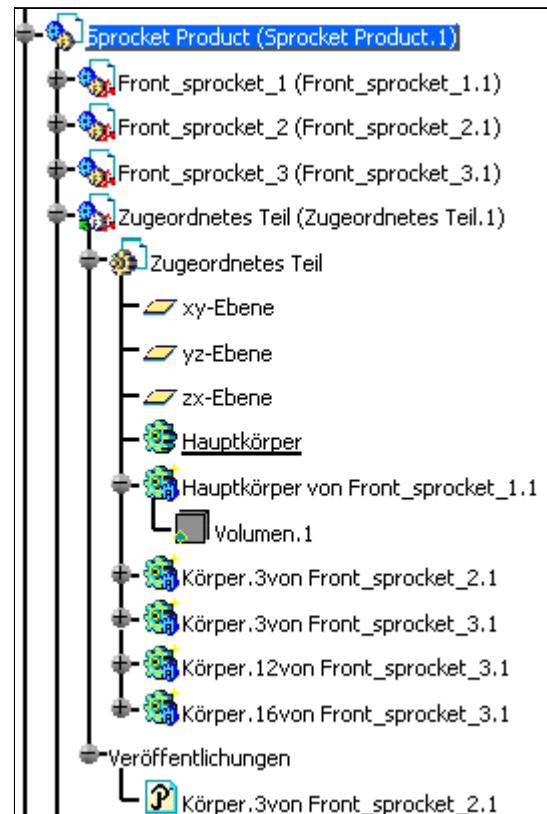 Sprocket Product (Sprocket Product.1)
Front_sprocket_1 (Front_sprocket_1.1)
Front_sprocket_2 (Front_sprocket_2.1)
Front_sprocket_3 (Front_sprocket_3.1)
Zugeordnetes Teil (Zugeordnetes Teil.1)
Zugeordnetes Teil
xy-Ebene
yz-Ebene
zx-Ebene
Hauptkörper
Hauptkörper von Front_sprocket_1.1
Volumen.1
Körper.3von Front_sprocket_2.1
Körper.3von Front_sprocket_3.1
Körper.12von Front_sprocket_3.1
Körper.16von Front_sprocket_3.1
Veröffentlichungen
Körper.3von Front_sprocket_2.1